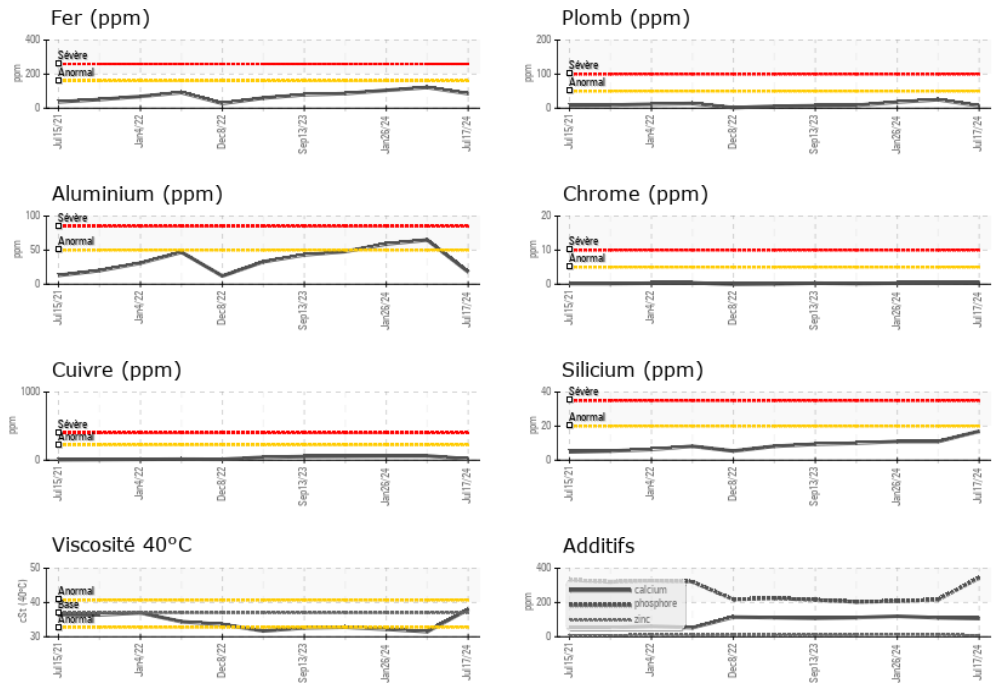 Fer (ppm)
400
200
0
ppm
Sévère
Anormal
Jul15/21
Jan4/22
Dec8/22
Sep13/23
Jan26/24
Jul17/24
Plomb (ppm)
200
100
0
ppm
Sévère
Anormal
Jul15/21
Jan4/22
Dec8/22
Sep13/23
Jan26/24
Jul17/24
Aluminium (ppm)
100
50
0
ppm
Sévère
Anormal
Jul15/21
Jan4/22
Dec8/22
Sep13/23
Jan26/24
Jul17/24
Chrome (ppm)
20
10
0
ppm
Sévère
Anormal
Jul15/21
Jan4/22
Dec8/22
Sep13/23
Jan26/24
Jul17/24
Cuivre (ppm)
1000
0
ppm
Sévère
Anormal
Jul15/21
Jan4/22
Dec8/22
Sep13/23
Jan26/24
Jul17/24
Silicium (ppm)
40
20
0
ppm
Sévère
Anormal
Jul15/21
Jan4/22
Dec8/22
Sep13/23
Jan26/24
Jul17/24
Viscosité 40°C
50
40
30
cSt (40°C)
Anormal
Base
Anormal
Jul15/21
Jan4/22
Dec8/22
Sep13/23
Jan26/24
Jul17/24
Additifs
400
200
0
ppm
calcium
phosphore
zinc
Jul15/21
Jan4/22
Dec8/22
Sep13/23
Jan26/24
Jul17/24